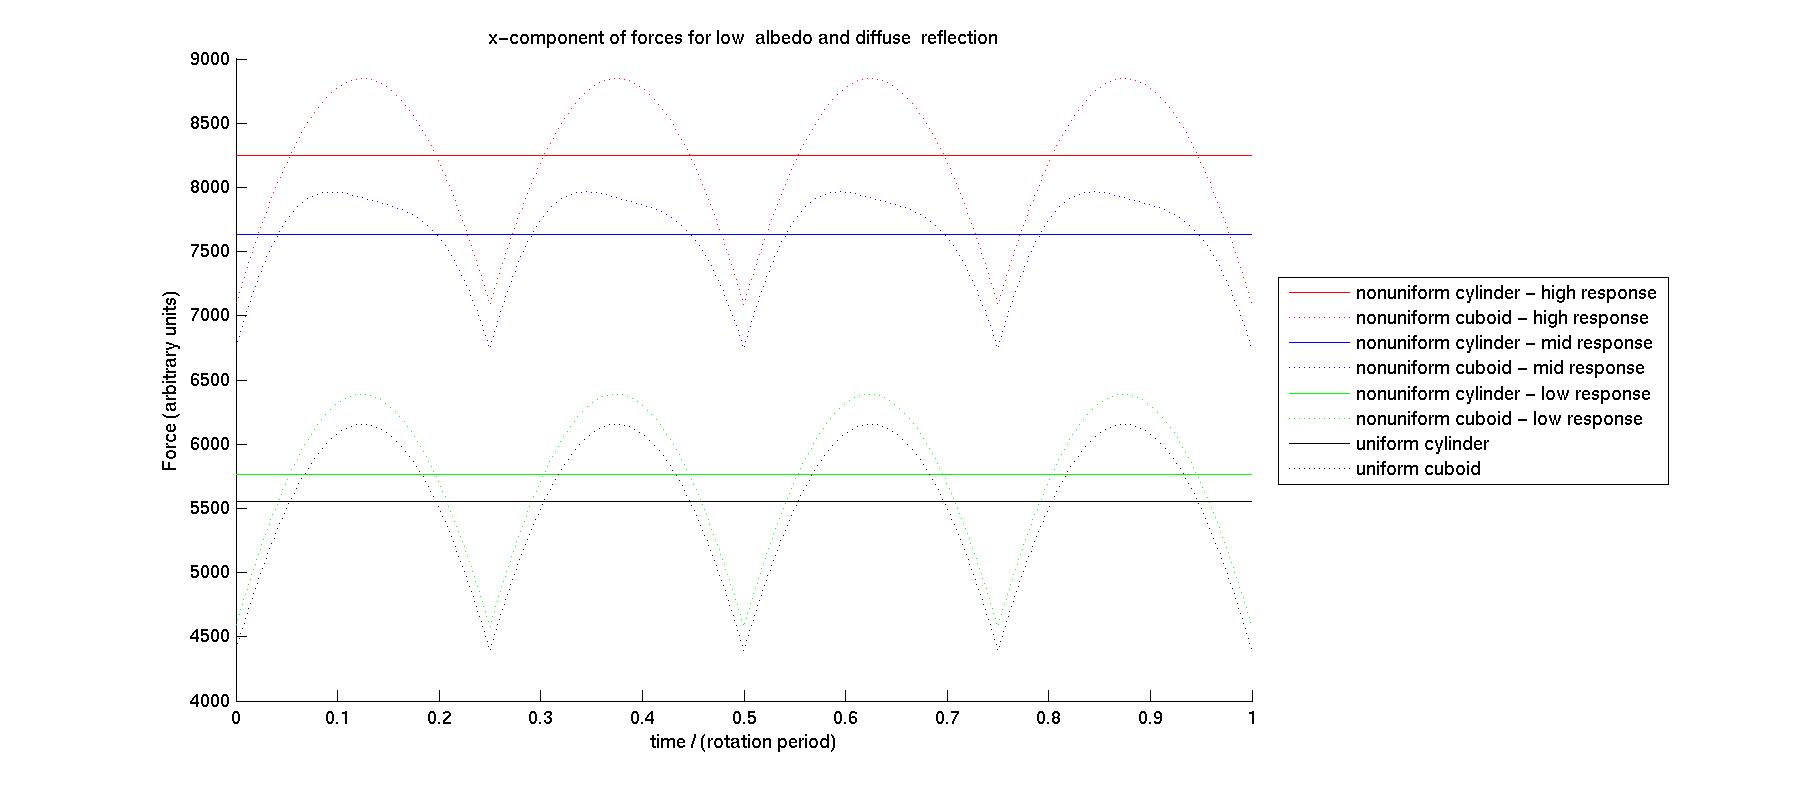 x−component of forces for low  albedo and diffuse  reflection
9000
8500
8000
7500
7000
6500
6000
5500
5000
4500
4000
Force (arbitrary units)
0 0.1 0.2 0.3 0.4 0.5 0.6 0.7 0.8 0.9 1
time / (rotation period)
nonuniform cylinder − high response
nonuniform cuboid − high response
nonuniform cylinder − mid response
nonuniform cuboid − mid response
nonuniform cylinder − low response
nonuniform cuboid − low response
uniform cylinder
uniform cuboid